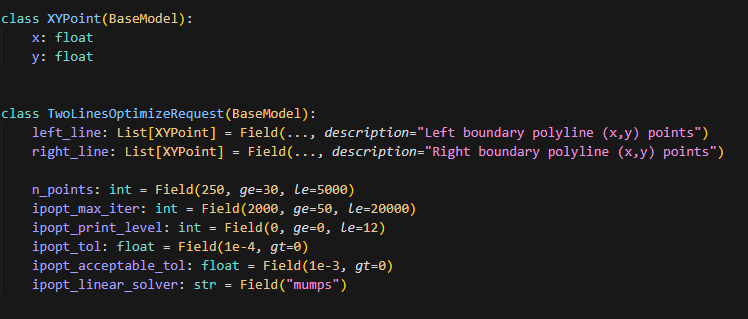 class XYPoint(BaseModel):
    x: float
    y: float
class TwoLinesOptimizeRequest(BaseModel):
    left_line: List[XYPoint] = Field(..., description="Left boundary polyline (x,y) points")
    right_line: List[XYPoint] = Field(..., description="Right boundary polyline (x,y) points")
    n_points: int = Field(250, ge=30, le=5000)
    ipopt_max_iter: int = Field(2000, ge=50, le=20000)
    ipopt_print_level: int = Field(0, ge=0, le=12)
    ipopt_tol: float = Field(1e-4, gt=0)
    ipopt_acceptable_tol: float = Field(1e-3, gt=0)
    ipopt_linear_solver: str = Field("mumps")